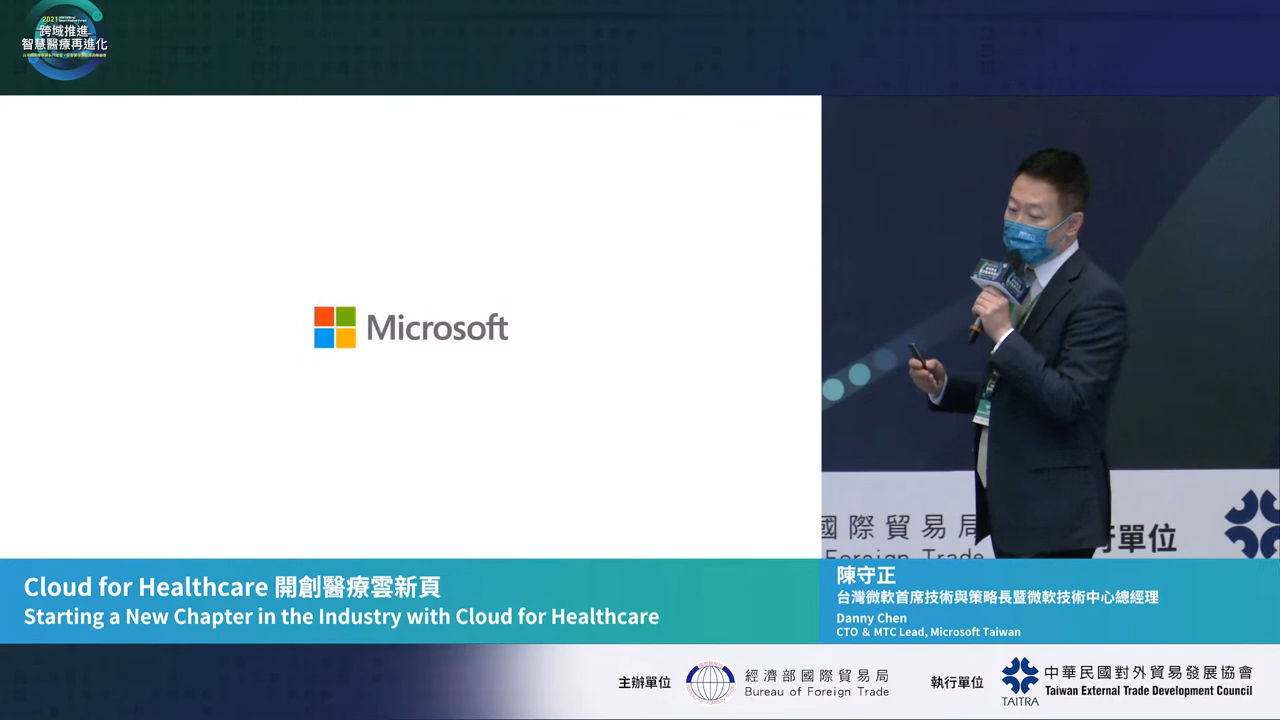 2021
跨域推進
智慧醫療再進化
Microsoft
國際貿易局
Foreign Trade
行單位
Cloud for Healthcare 開創醫療雲新頁
Starting a New Chapter in the Industry with Cloud for Healthcare
陳守正
台灣微軟首席技術與策略長暨微軟技術中心總經理
Danny Chen
CTO & MTC Lead, Microsoft Taiwan
主辦單位
經濟部國際貿易局
Bureau of Foreign Trade
執行單位
TAITRA
中華民國對外貿易發展協會
Taiwan External Trade Development Council